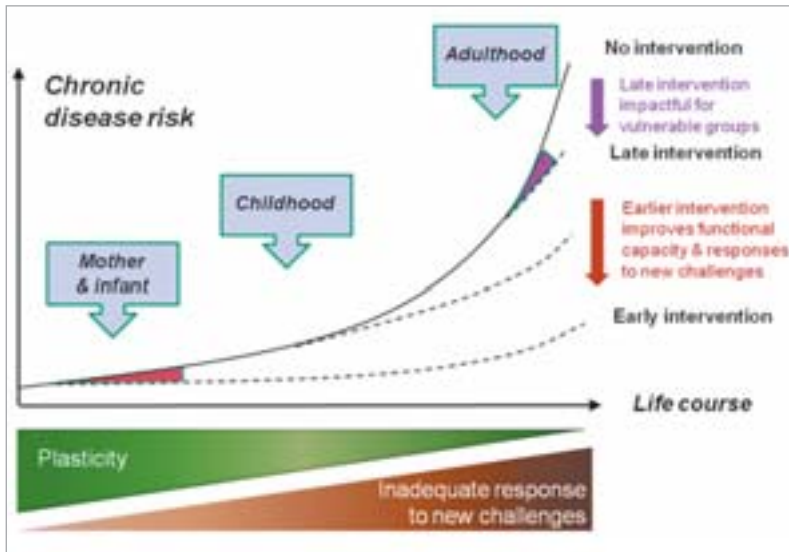 Chronic
disease risk
Mother
& infant
Childhood
Adulthood
No intervention
Late intervention
impactful for
vulnerable groups
Late intervention
Earlier intervention
improves functional
capacity & responses
to new challenges
Early intervention
Life course
Plasticity
Inadequate response
to new challenges